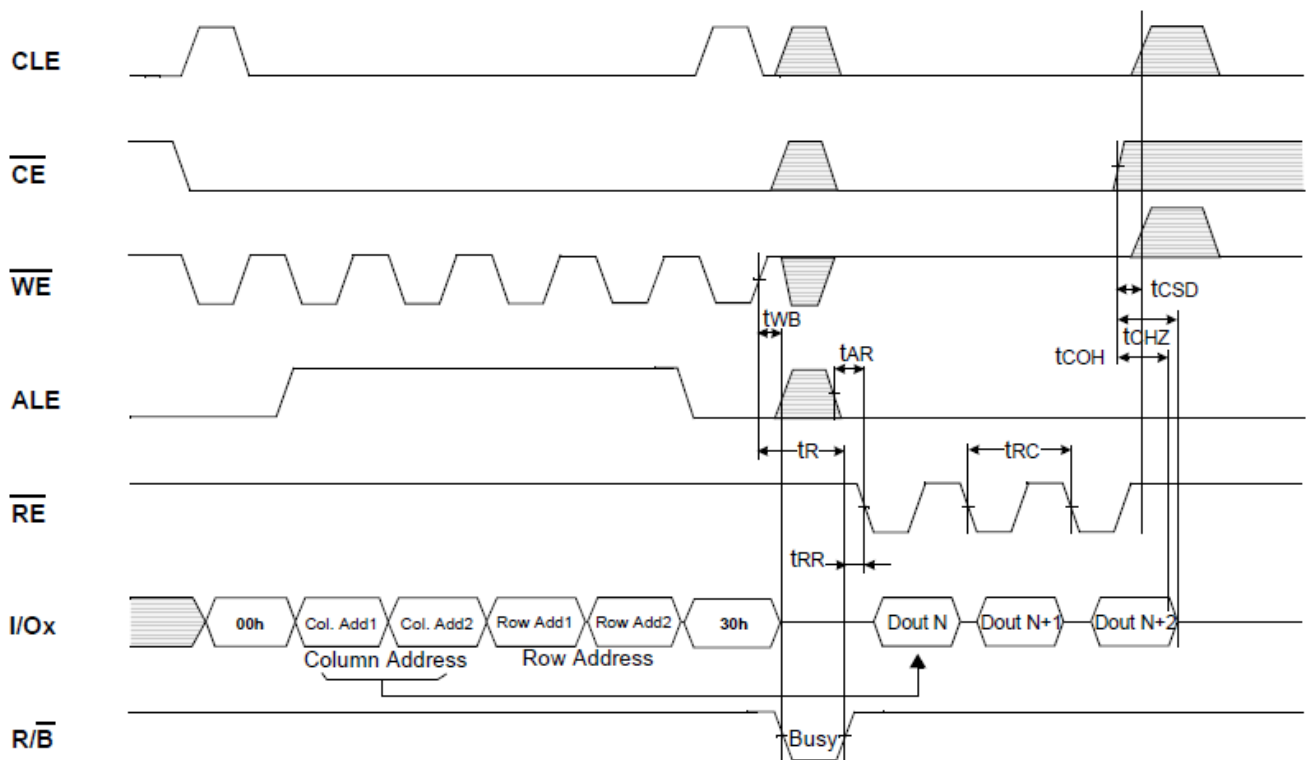 CLE
CE
WE
tCSD
tWB
tCHZ
tAR
tCOH
ALE
tR
tRC
RE
tRR
I/Ox
00h
Col. Add1
Col. Add2
Row Add1
Row Add2
30h
Dout N
Dout N+1
Dout N+2
Column Address
Row Address
R/B
Busy